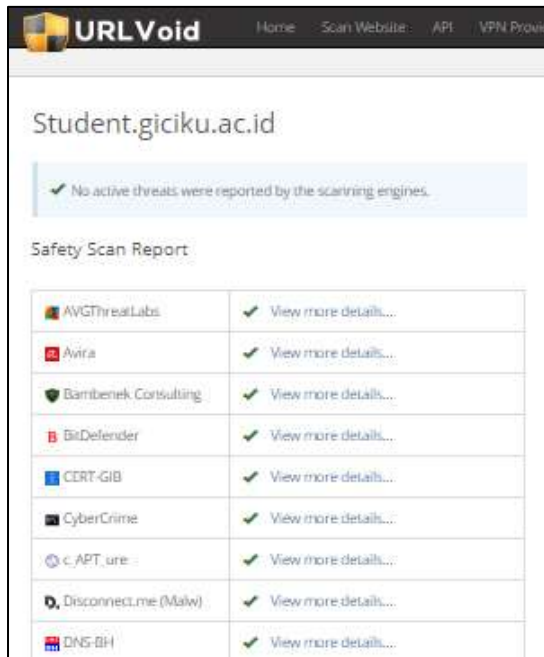 URLVoid Home Scan Website API VPN Provi
Student.giciku.ac.id
✔ No active threats were reported by the scanning engines.
Safety Scan Report
AVGThreatLabs ✔ View more details...
Avira ✔ View more details...
Bambenek Consulting ✔ View more details...
BitDefender ✔ View more details...
CERT-GIB ✔ View more details...
CyberCrime ✔ View more details...
c_APT_ure ✔ View more details...
Disconnect.me (Malw) ✔ View more details...
DNS-BH ✔ View more details...